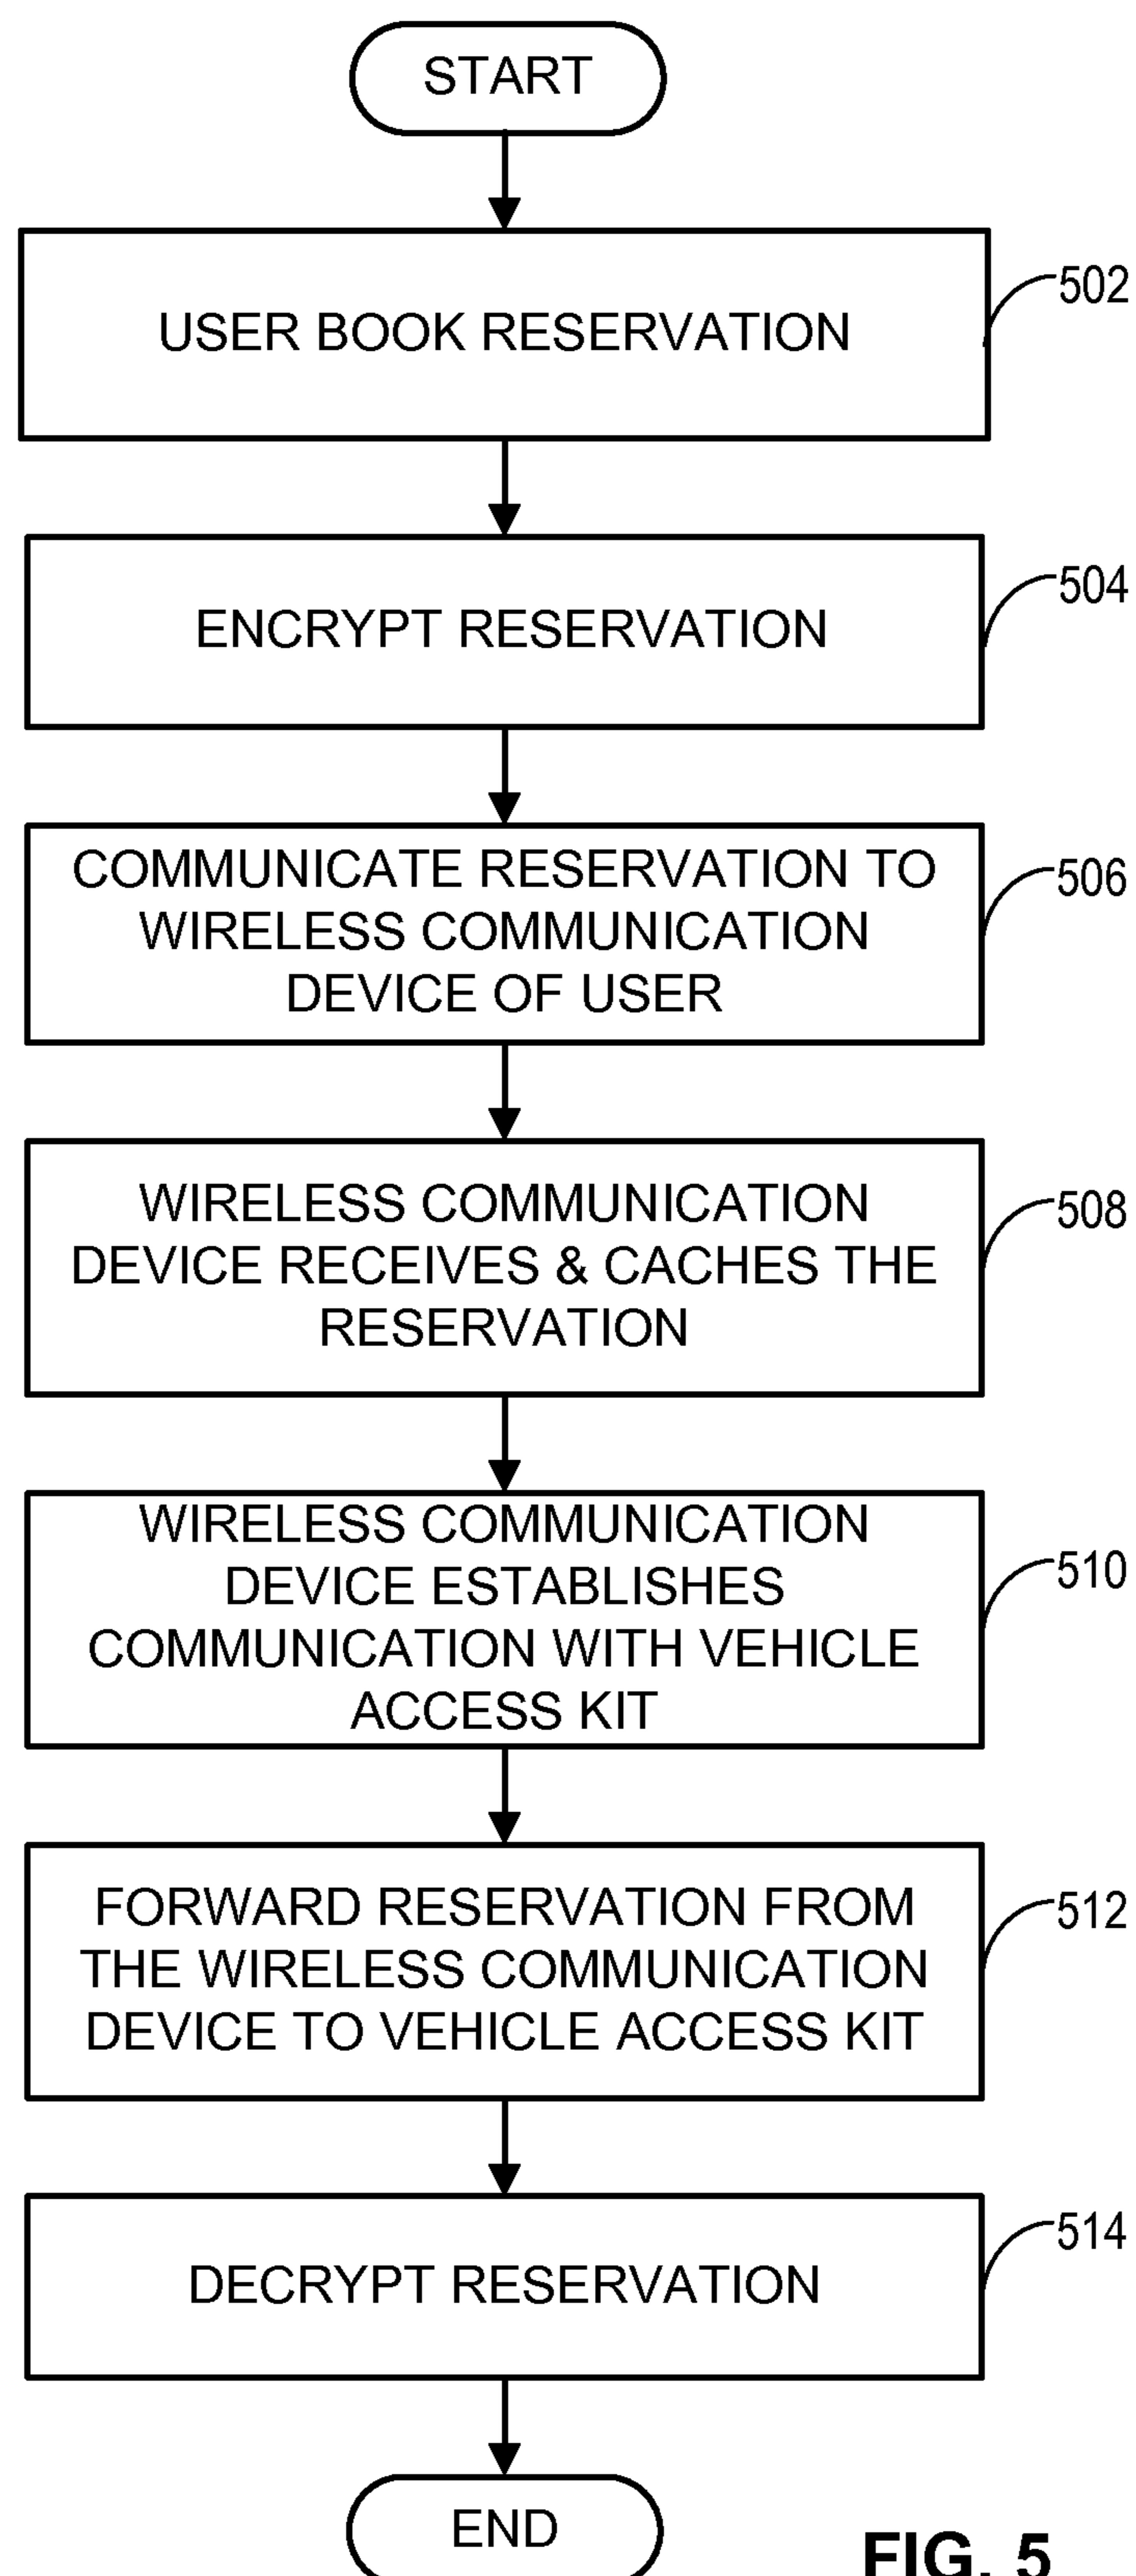 START
USER BOOK RESERVATION
502
ENCRYPT RESERVATION
504
COMMUNICATE RESERVATION TO
WIRELESS COMMUNICATION
DEVICE OF USER
506
WIRELESS COMMUNICATION
DEVICE RECEIVES & CACHES THE
RESERVATION
508
WIRELESS COMMUNICATION
DEVICE ESTABLISHES
COMMUNICATION WITH VEHICLE
ACCESS KIT
510
FORWARD RESERVATION FROM
THE WIRELESS COMMUNICATION
DEVICE TO VEHICLE ACCESS KIT
512
DECRYPT RESERVATION
514
END
FIG. 5